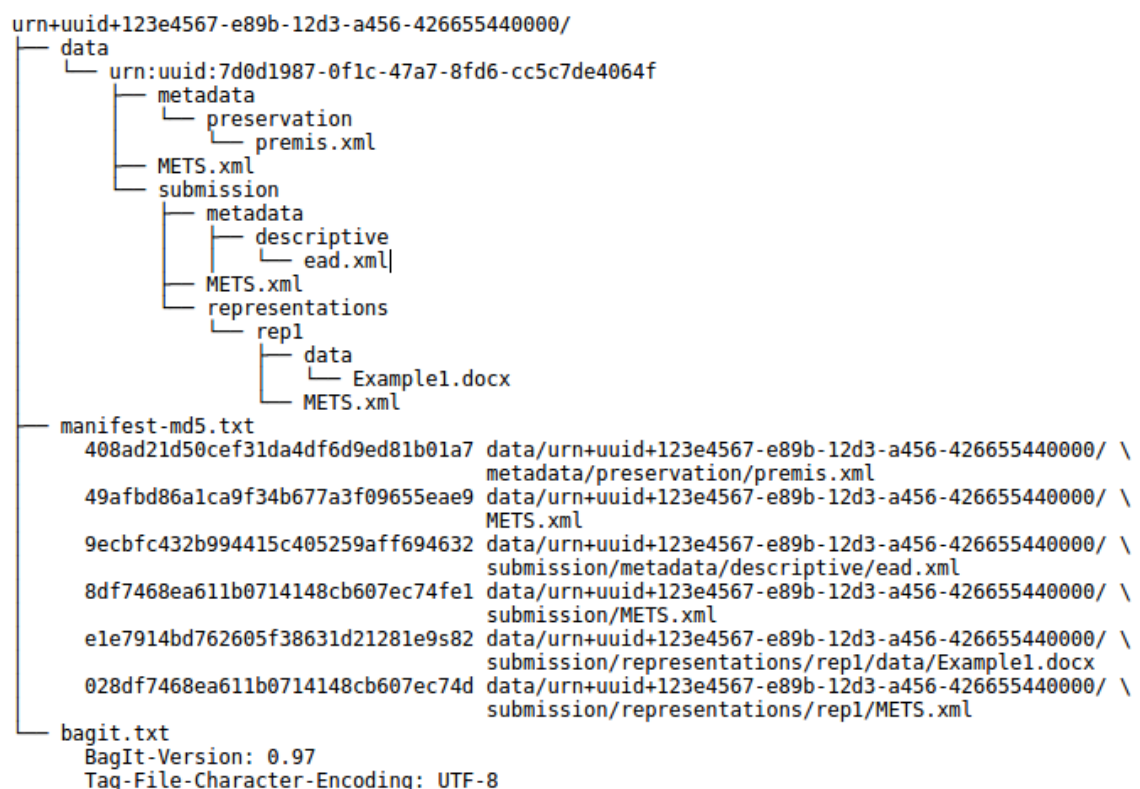 urn+uuid+123e4567-e89b-12d3-a456-426655440000/
├── data
│   └── urn:uuid:7d0d1987-0f1c-47a7-8fd6-cc5c7de4064f
│       ├── metadata
│       │   └── preservation
│       │       └── premis.xml
│       ├── METS.xml
│       └── submission
│           ├── metadata
│           │   ├── descriptive
│           │   │   └── ead.xml
│           ├── METS.xml
│           └── representations
│               └── rep1
│                   ├── data
│                   │   └── Example1.docx
│                   └── METS.xml
├── manifest-md5.txt
│     408ad21d50cef31da4df6d9ed81b01a7 data/urn+uuid+123e4567-e89b-12d3-a456-426655440000/ \
│                                      metadata/preservation/premis.xml
│     49afbd86a1ca9f34b677a3f09655eae9 data/urn+uuid+123e4567-e89b-12d3-a456-426655440000/ \
│                                      METS.xml
│     9ecbfc432b994415c405259aff694632 data/urn+uuid+123e4567-e89b-12d3-a456-426655440000/ \
│                                      submission/metadata/descriptive/ead.xml
│     8df7468ea611b0714148cb607ec74fe1 data/urn+uuid+123e4567-e89b-12d3-a456-426655440000/ \
│                                      submission/METS.xml
│     e1e7914bd762605f38631d21281e9s82 data/urn+uuid+123e4567-e89b-12d3-a456-426655440000/ \
│                                      submission/representations/rep1/data/Example1.docx
│     028df7468ea611b0714148cb607ec74d data/urn+uuid+123e4567-e89b-12d3-a456-426655440000/ \
│                                      submission/representations/rep1/METS.xml
└── bagit.txt
      BagIt-Version: 0.97
      Tag-File-Character-Encoding: UTF-8